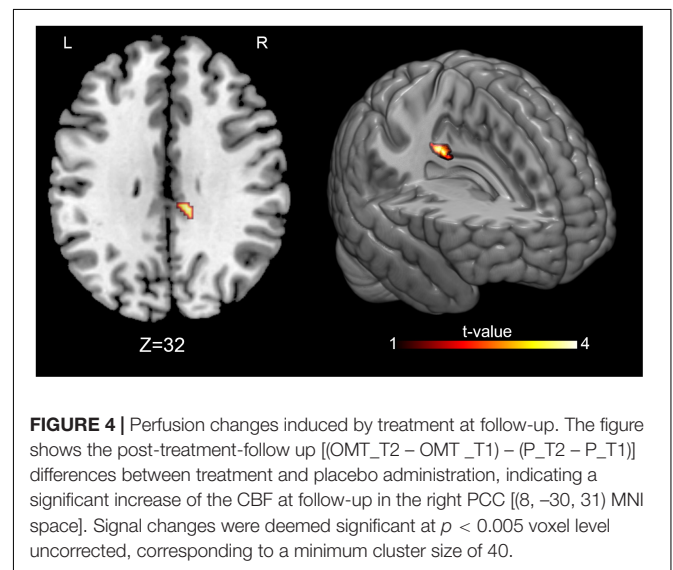 L R
Z=32
t-value
1 4
FIGURE 4 | Perfusion changes induced by treatment at follow-up. The figure
shows the post-treatment-follow up [(OMT_T2 – OMT _T1) – (P_T2 – P_T1)]
differences between treatment and placebo administration, indicating a
significant increase of the CBF at follow-up in the right PCC [(8, –30, 31) MNI
space]. Signal changes were deemed significant at p < 0.005 voxel level
uncorrected, corresponding to a minimum cluster size of 40.